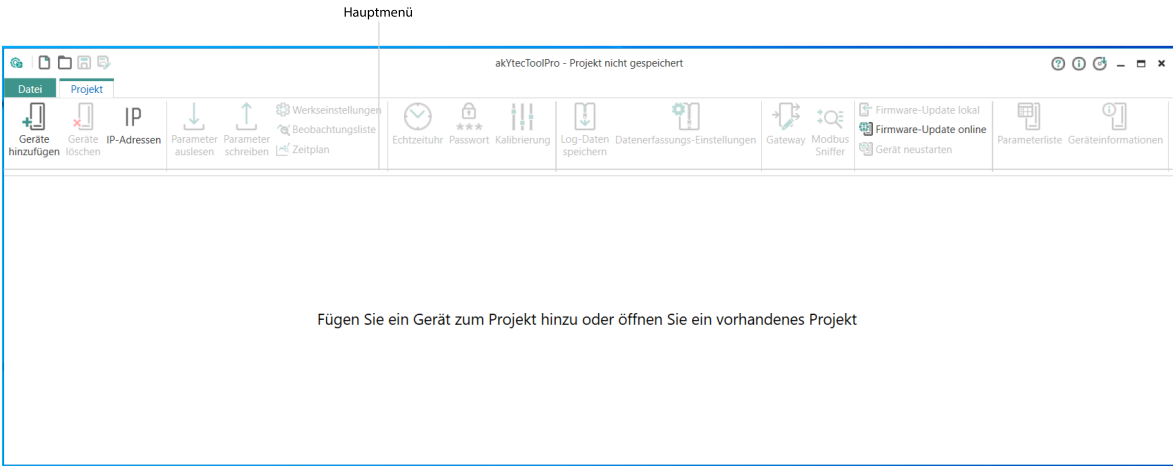 Hauptmenü
akYtecToolPro - Projekt nicht gespeichert
Datei Projekt
Geräte hinzufügen
Geräte löschen
IP
IP-Adressen
Parameter auslesen
Parameter schreiben
Werkseinstellungen
Beobachtungsliste
Zeitplan
Echtzeituhr
***
Passwort
Kalibrierung
Log-Daten speichern
Datenerfassungs-Einstellungen
Gateway
Modbus Sniffer
Firmware-Update lokal
Firmware-Update online
Gerät neustarten
Parameterliste
Geräteinformationen
Fügen Sie ein Gerät zum Projekt hinzu oder öffnen Sie ein vorhandenes Projekt